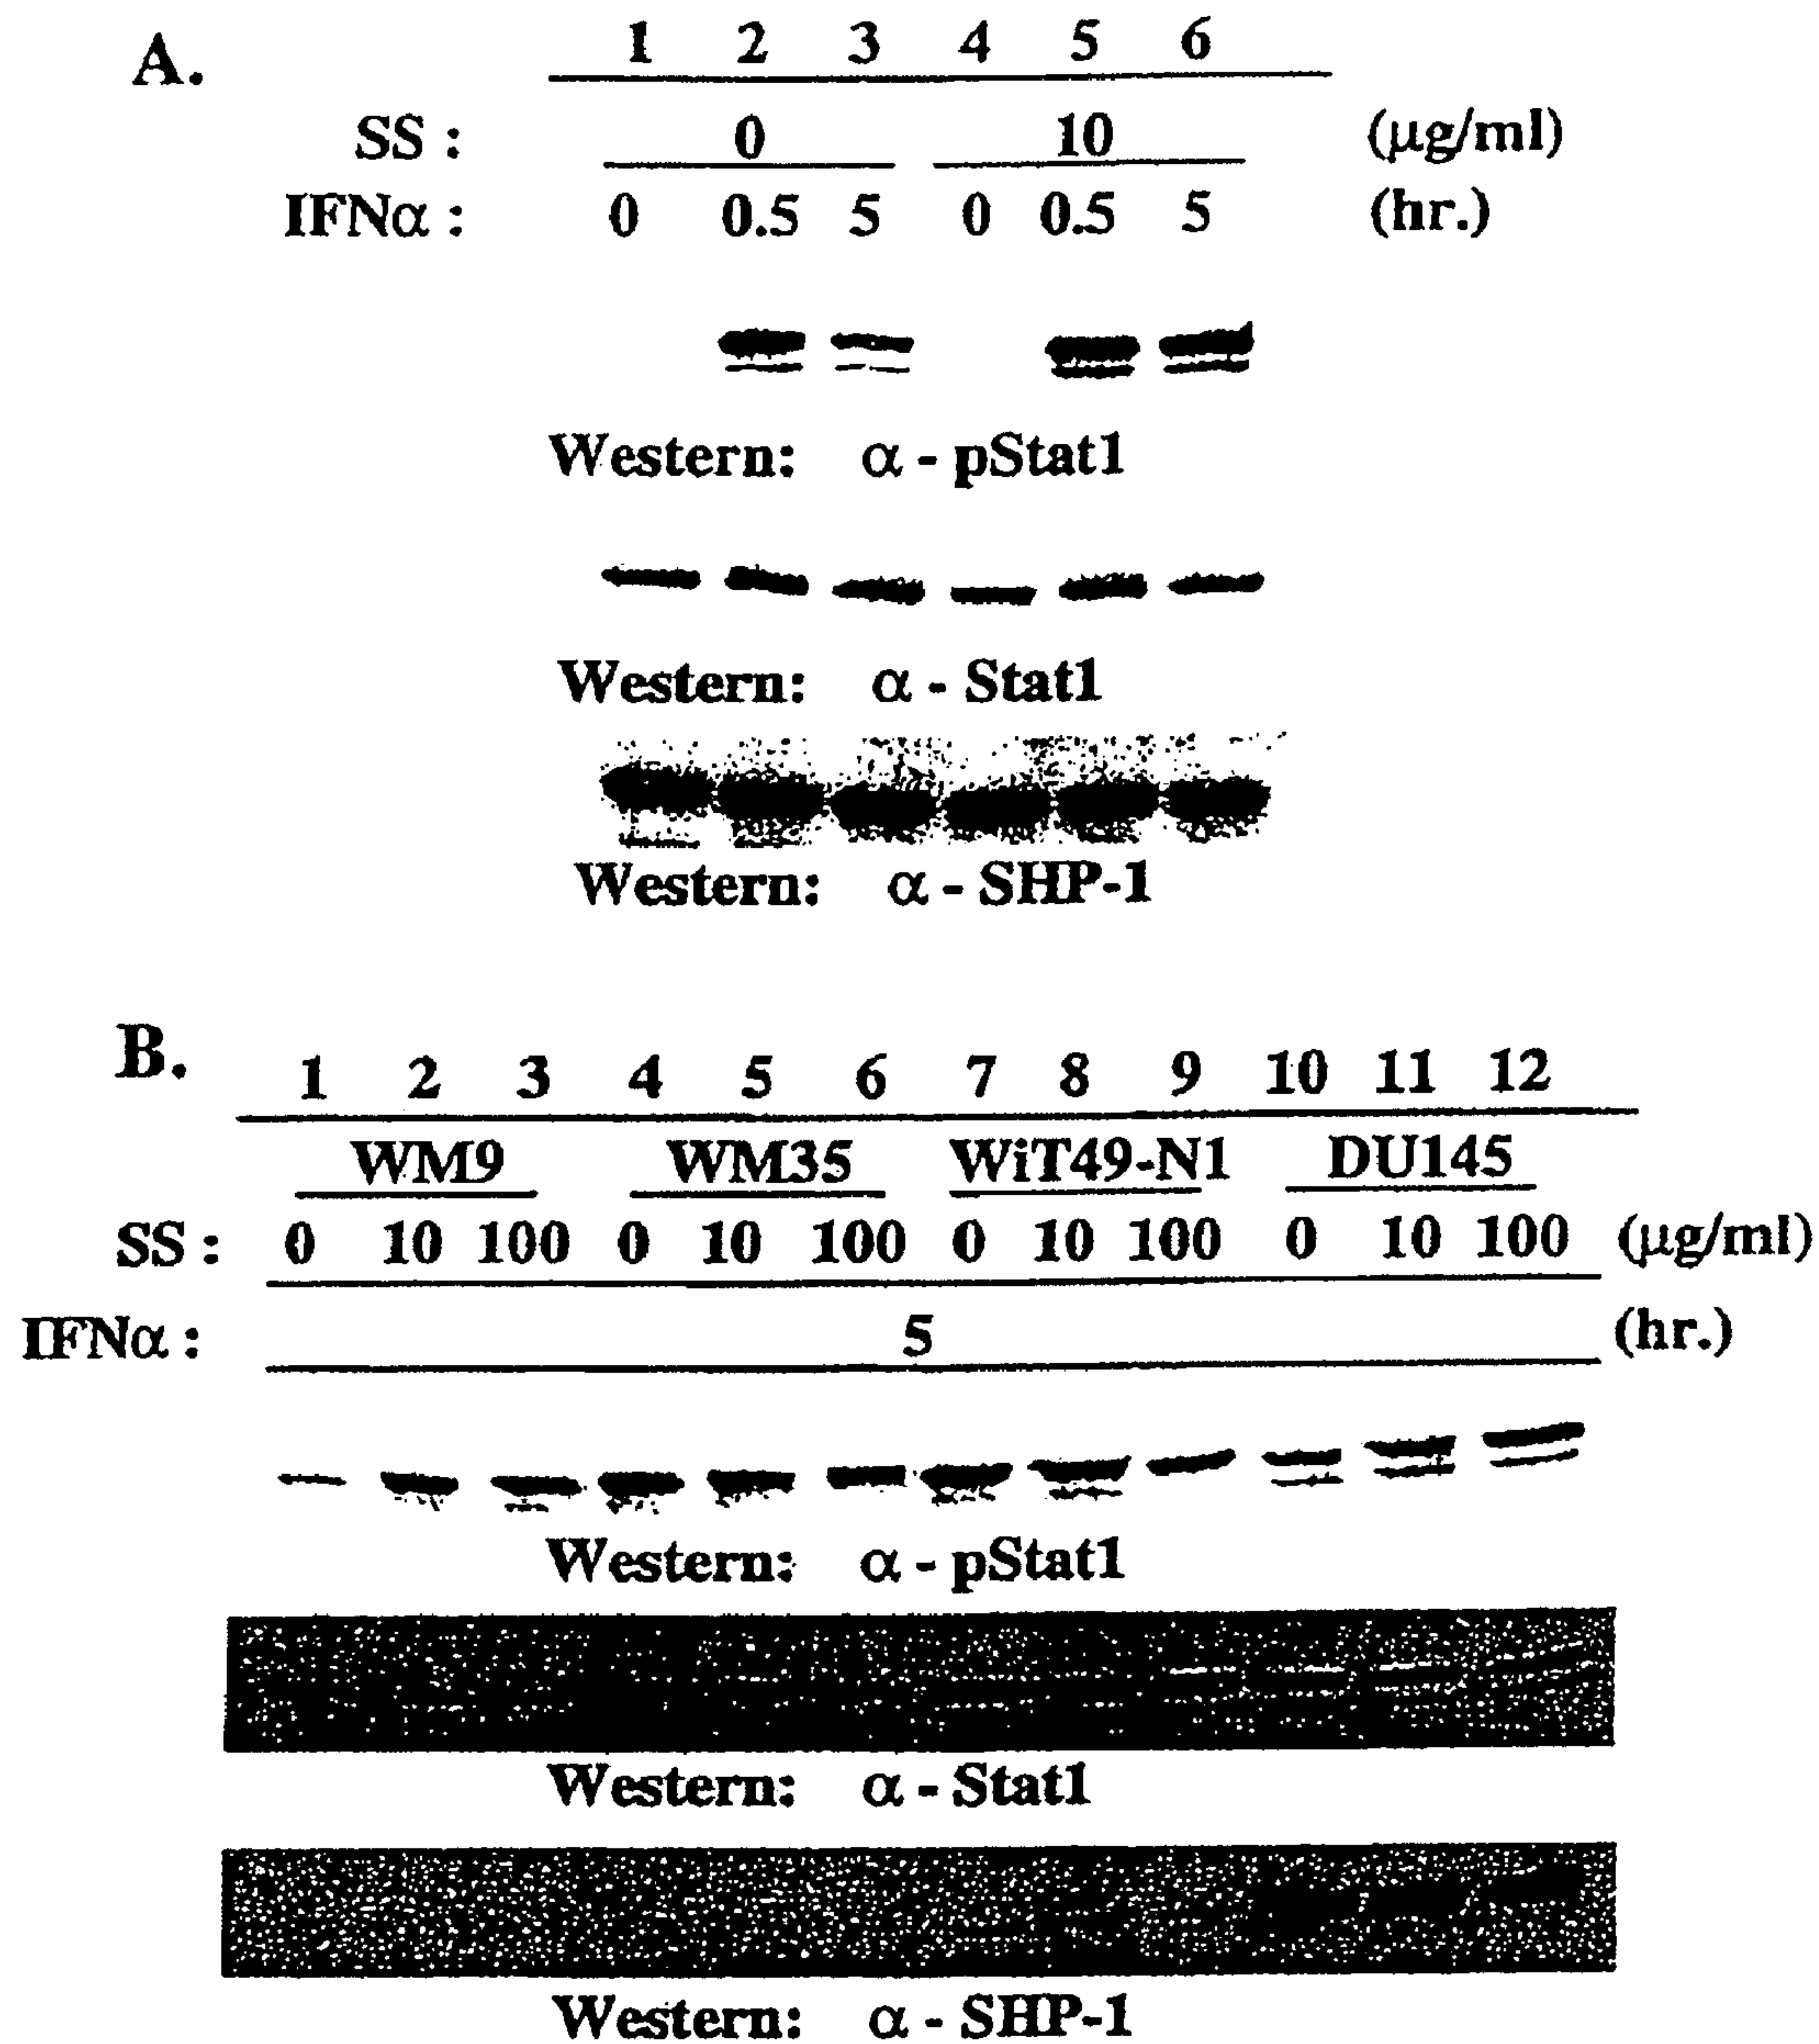 A.
1 2 3 4 5 6
SS : 0 10 (µg/ml)
IFNα : 0 0.5 5 0 0.5 5 (hr.)
Western: α - pStat1
Western: α - Stat1
Western: α - SHP-1
B.
1 2 3 4 5 6 7 8 9 10 11 12
WM9 WM35 WiT49-N1 DU145
SS : 0 10 100 0 10 100 0 10 100 0 10 100 (µg/ml)
IFNα : 5 (hr.)
Western: α - pStat1
Western: α - Stat1
Western: α - SHP-1